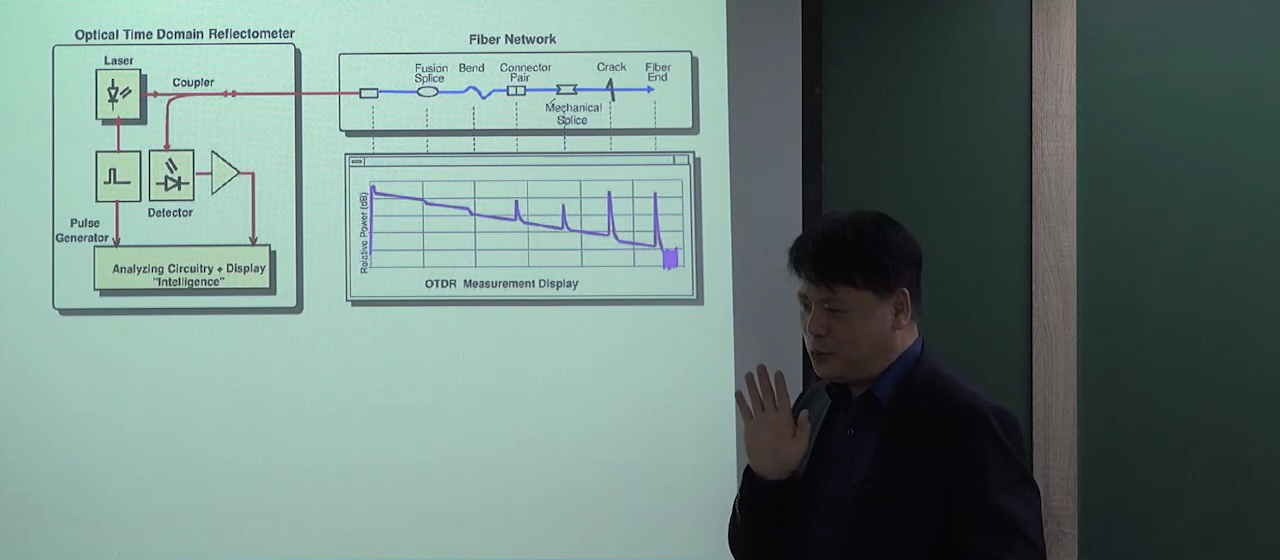 Optical Time Domain Reflectometer
Laser
Coupler
Pulse
Generator
Detector
Analyzing Circuitry + Display
"Intelligence"
Fiber Network
Fusion
Splice
Bend
Connector
Pair
Mechanical
Splice
Crack
Fiber
End
Relative Power (dB)
OTDR Measurement Display